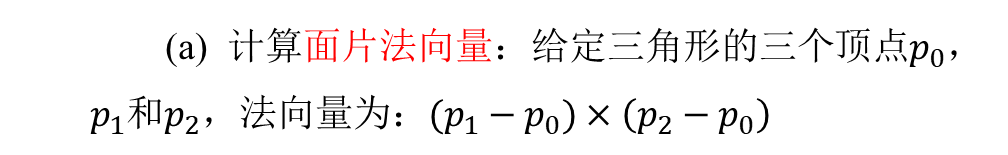 (a) 计算面片法向量：给定三角形的三个顶点p₀，
p₁和p₂，法向量为：(p₁ − p₀) × (p₂ − p₀)